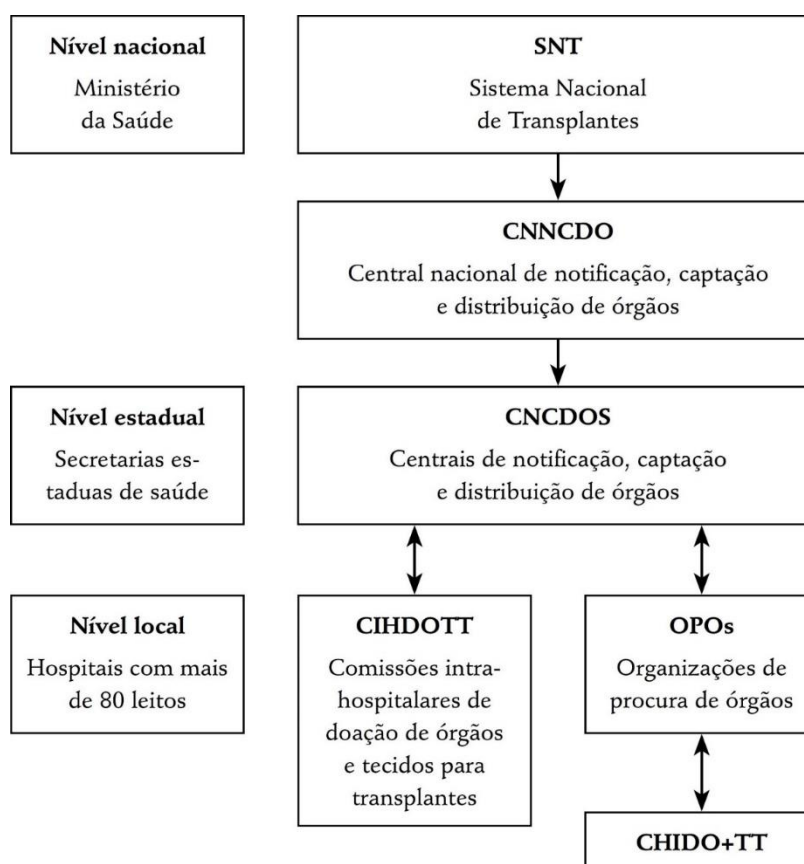 Nível nacional
Ministério
da Saúde
SNT
Sistema Nacional
de Transplantes
CNNCDO
Central nacional de notificação, captação
e distribuição de órgãos
Nível estadual
Secretarias es-
taduas de saúde
CNCDOS
Centrais de notificação, captação
e distribuição de órgãos
Nível local
Hospitais com mais
de 80 leitos
CIHDOTT
Comissões intra-
hospitalares de
doação de órgãos
e tecidos para
transplantes
OPOs
Organizações de
procura de órgãos
CHIDO+TT